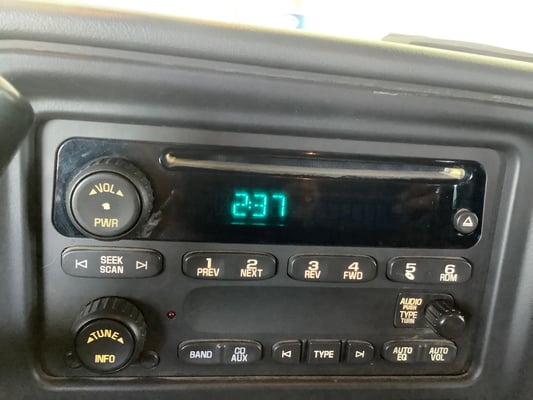 VOL
PWR
2:37
SEEK
SCAN
1
PREV
2
NEXT
3
REV
4
FWD
5
6
RDM
AUDIO
PUSH
TYPE
TURN
TUNE
INFO
BAND
CD
AUX
TYPE
AUTO
EQ
AUTO
VOL